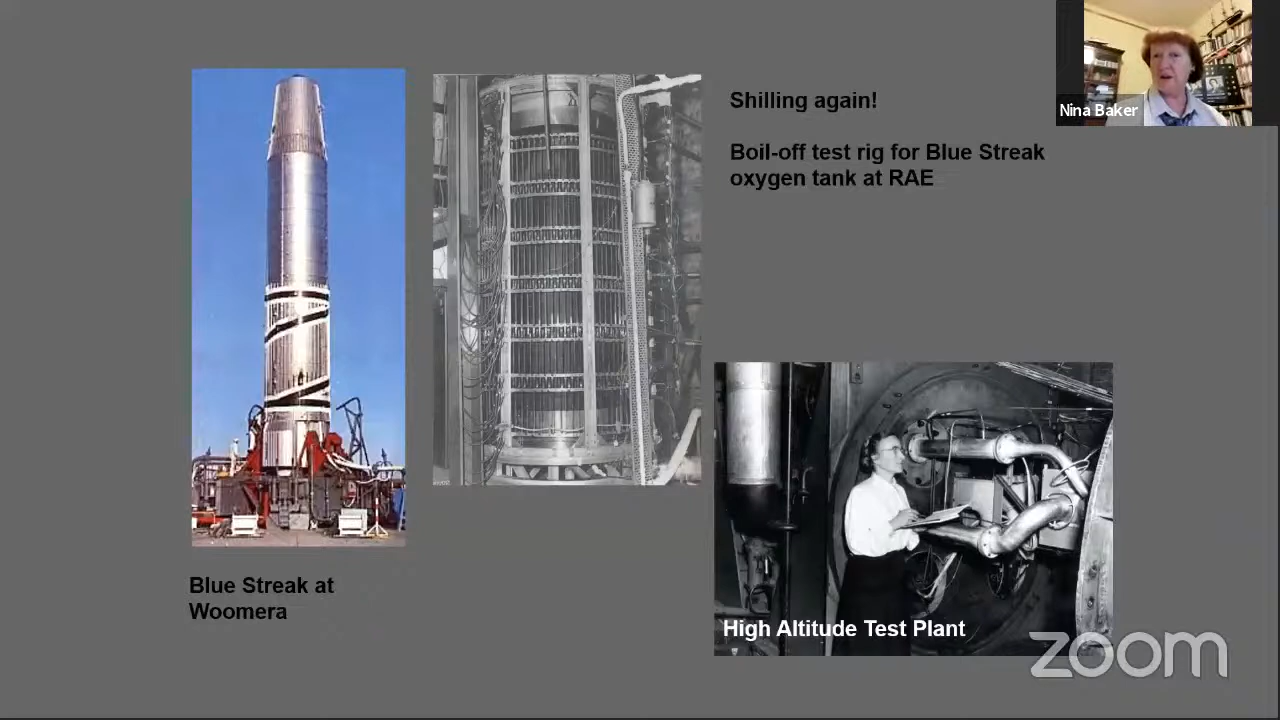 Nina Baker
Shilling again!
Boil-off test rig for Blue Streak
oxygen tank at RAE
Blue Streak at
Woomera
High Altitude Test Plant
zoom